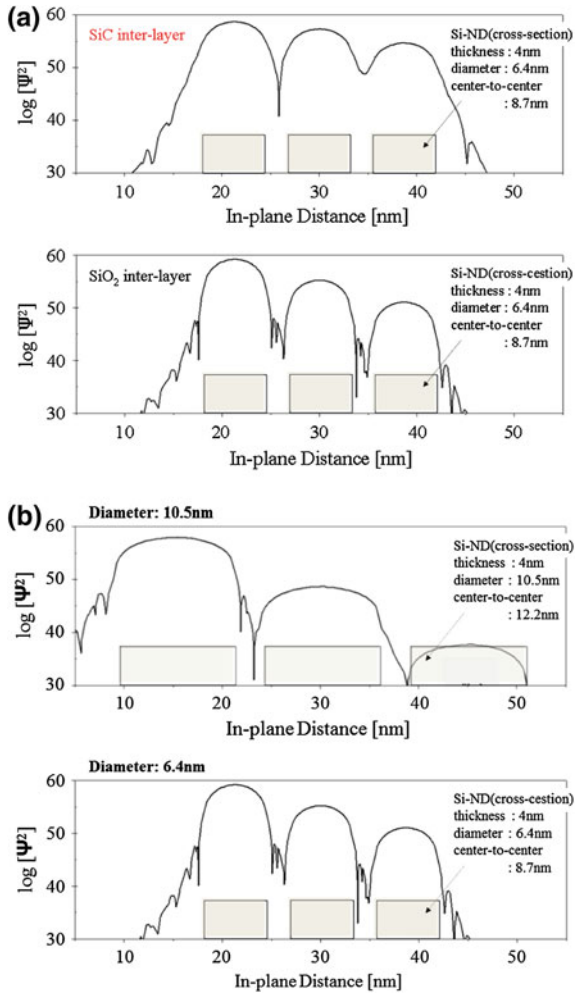 (a)
SiC inter-layer
Si-ND(cross-section)
thickness : 4nm
diameter : 6.4nm
center-to-center
: 8.7nm
log [Ψ²]
60
50
40
30
10 20 30 40 50
In-plane Distance [nm]
SiO₂ inter-layer
Si-ND(cross-cestion)
thickness : 4nm
diameter : 6.4nm
center-to-center
: 8.7nm
log [Ψ²]
60
50
40
30
10 20 30 40 50
In-plane Distance [nm]
(b)
Diameter: 10.5nm
Si-ND(cross-section)
thickness : 4nm
diameter : 10.5nm
center-to-center
: 12.2nm
log [Ψ²]
60
50
40
30
10 20 30 40 50
In-plane Distance [nm]
Diameter: 6.4nm
Si-ND(cross-cestion)
thickness : 4nm
diameter : 6.4nm
center-to-center
: 8.7nm
log [Ψ²]
60
50
40
30
10 20 30 40 50
In-plane Distance [nm]